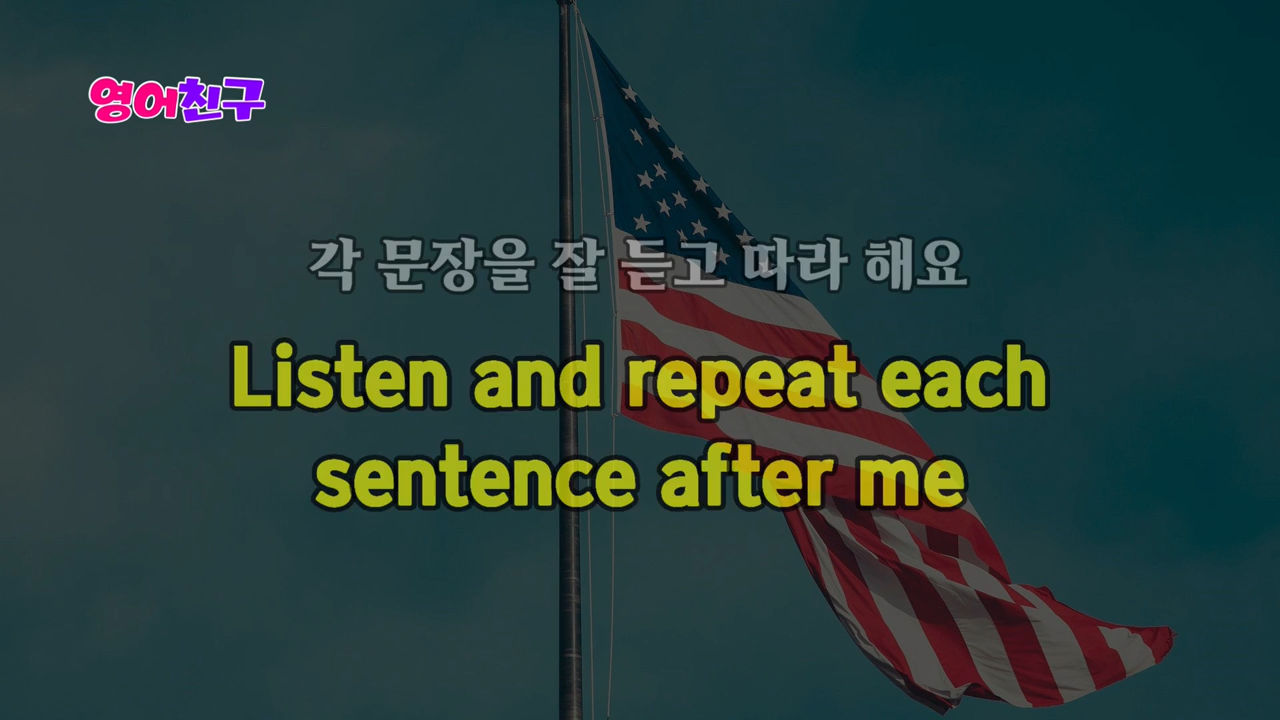 영어친구
각 문장을 잘 듣고 따라 해요
Listen and repeat each
sentence after me